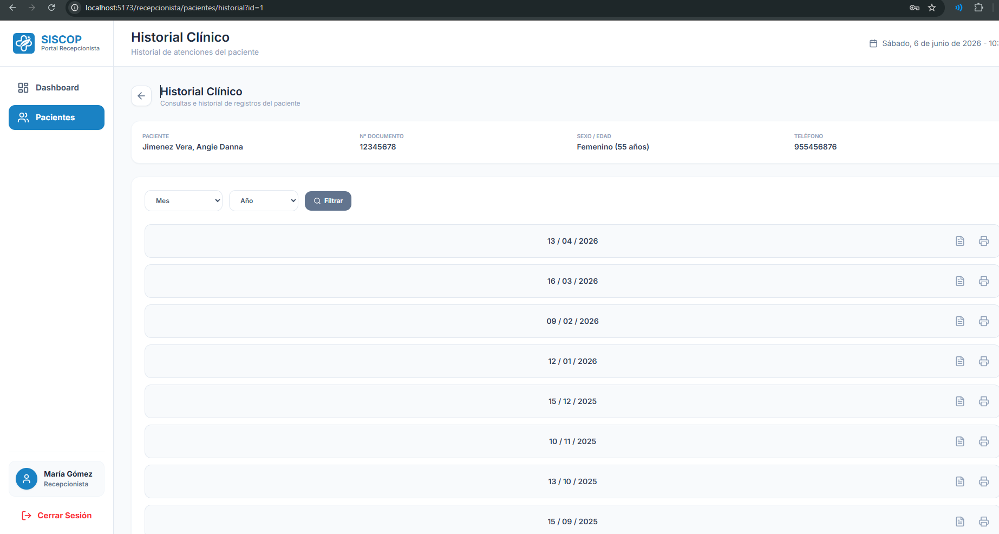 localhost:5173/recepcionista/pacientes/historial?id=1
SISCOP
Portal Recepcionista
Historial Clínico
Historial de atenciones del paciente
Sábado, 6 de junio de 2026 - 10:
Dashboard
Pacientes
Historial Clínico
Consultas e historial de registros del paciente
PACIENTE
Jimenez Vera, Angie Danna
N° DOCUMENTO
12345678
SEXO / EDAD
Femenino (55 años)
TELÉFONO
955456876
Mes
Año
Filtrar
13 / 04 / 2026
16 / 03 / 2026
09 / 02 / 2026
12 / 01 / 2026
15 / 12 / 2025
10 / 11 / 2025
13 / 10 / 2025
15 / 09 / 2025
María Gómez
Recepcionista
Cerrar Sesión